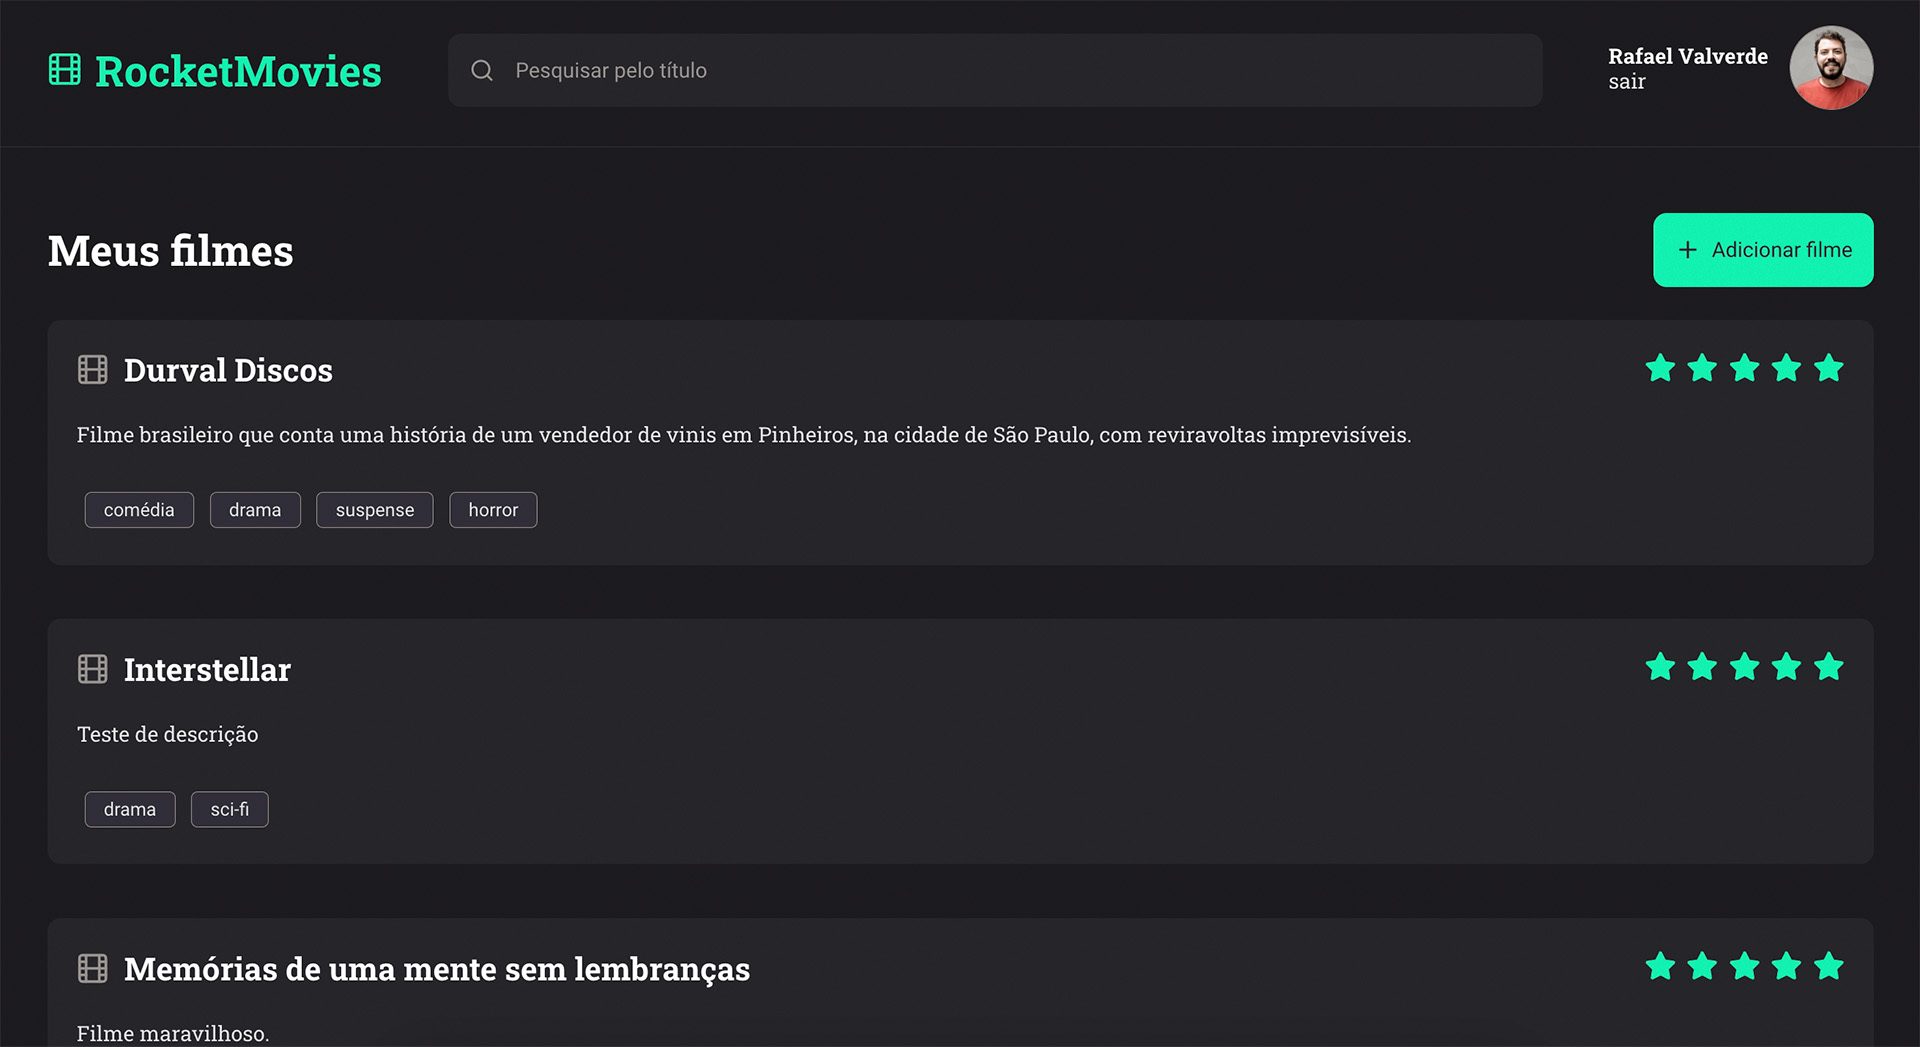 RocketMovies
Pesquisar pelo título
Rafael Valverde
sair
Meus filmes
Adicionar filme
Durval Discos
Filme brasileiro que conta uma história de um vendedor de vinis em Pinheiros, na cidade de São Paulo, com reviravoltas imprevisíveis.
comédia drama suspense horror
Interstellar
Teste de descrição
drama sci-fi
Memórias de uma mente sem lembranças
Filme maravilhoso.